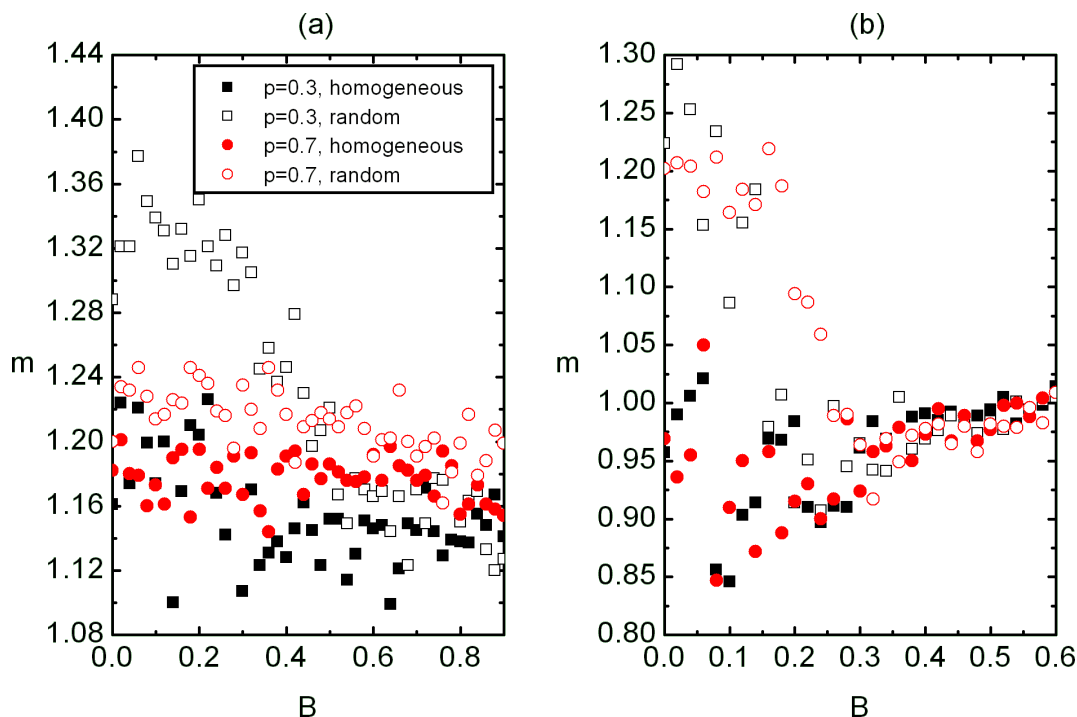 (a)
1.44
1.40
1.36
1.32
1.28
1.24
1.20
1.16
1.12
1.08
m
p=0.3, homogeneous
p=0.3, random
p=0.7, homogeneous
p=0.7, random
0.0 0.2 0.4 0.6 0.8
B
(b)
1.30
1.25
1.20
1.15
1.10
1.05
1.00
0.95
0.90
0.85
0.80
m
0.0 0.1 0.2 0.3 0.4 0.5 0.6
B